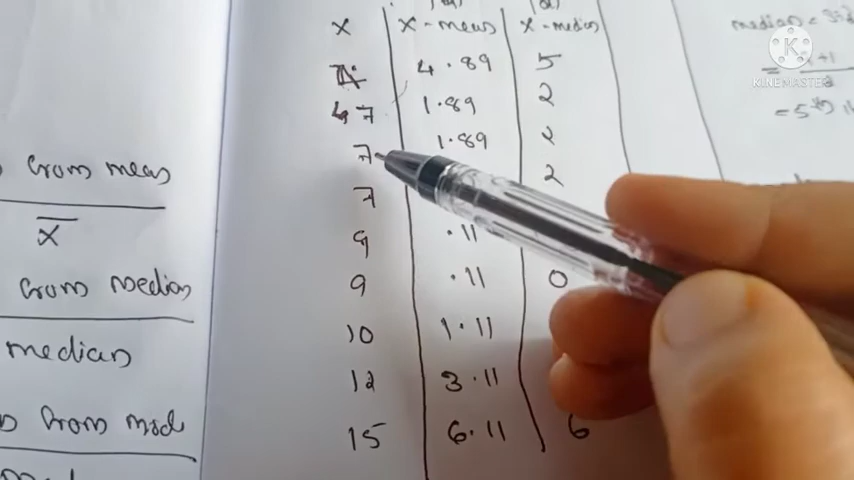 x | x - mean | x - median
4.89 5
7 1.89 2
7 1.89 2
7 2
9 .11
9 .11 0
10 1.11
12 3.11
15 6.11 6
from mean
x̄
from median
median
from mod
median =
= 5th
KINEMASTER